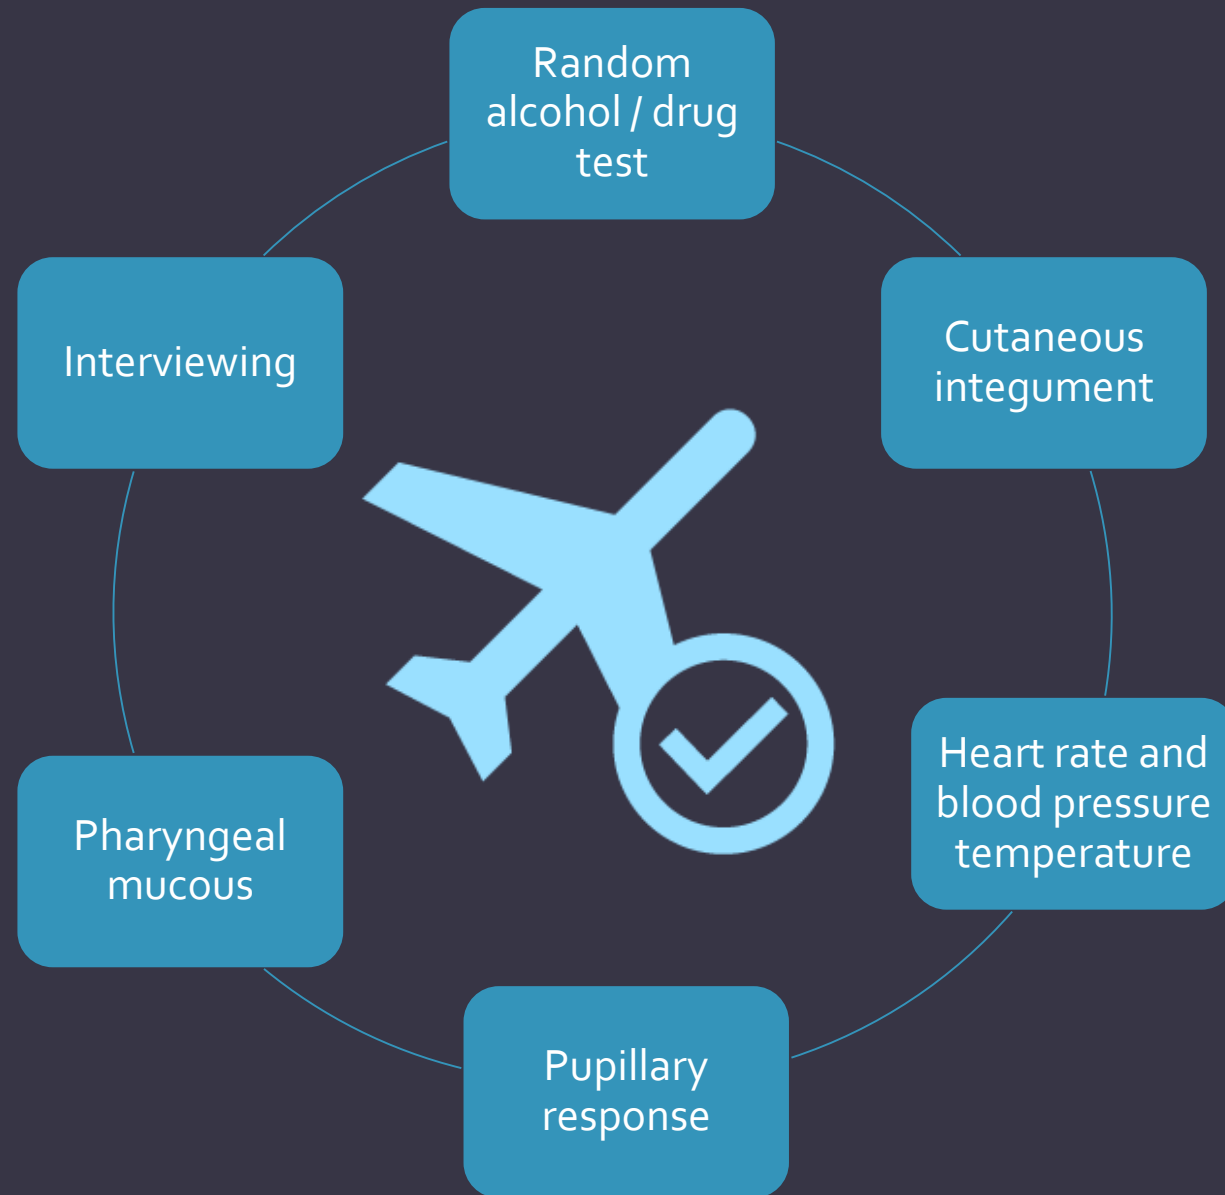 Random
alcohol / drug
test
Cutaneous
integument
Heart rate and
blood pressure
temperature
Pupillary
response
Pharyngeal
mucous
Interviewing